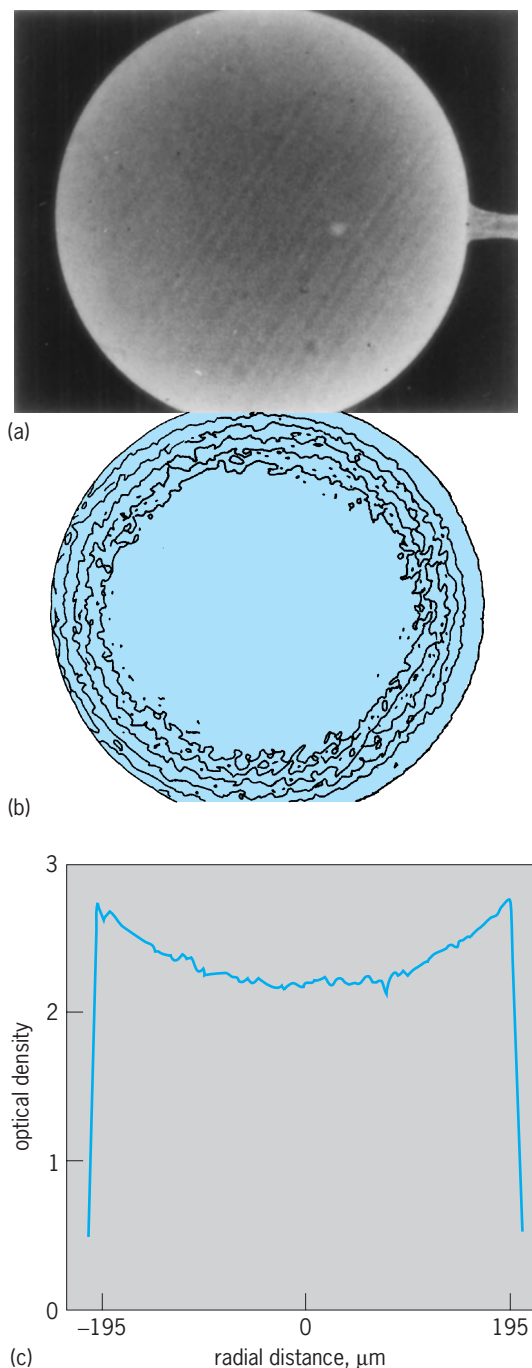 (a)
(b)
3
2
1
0
optical density
−195
0
195
(c)
radial distance, μm